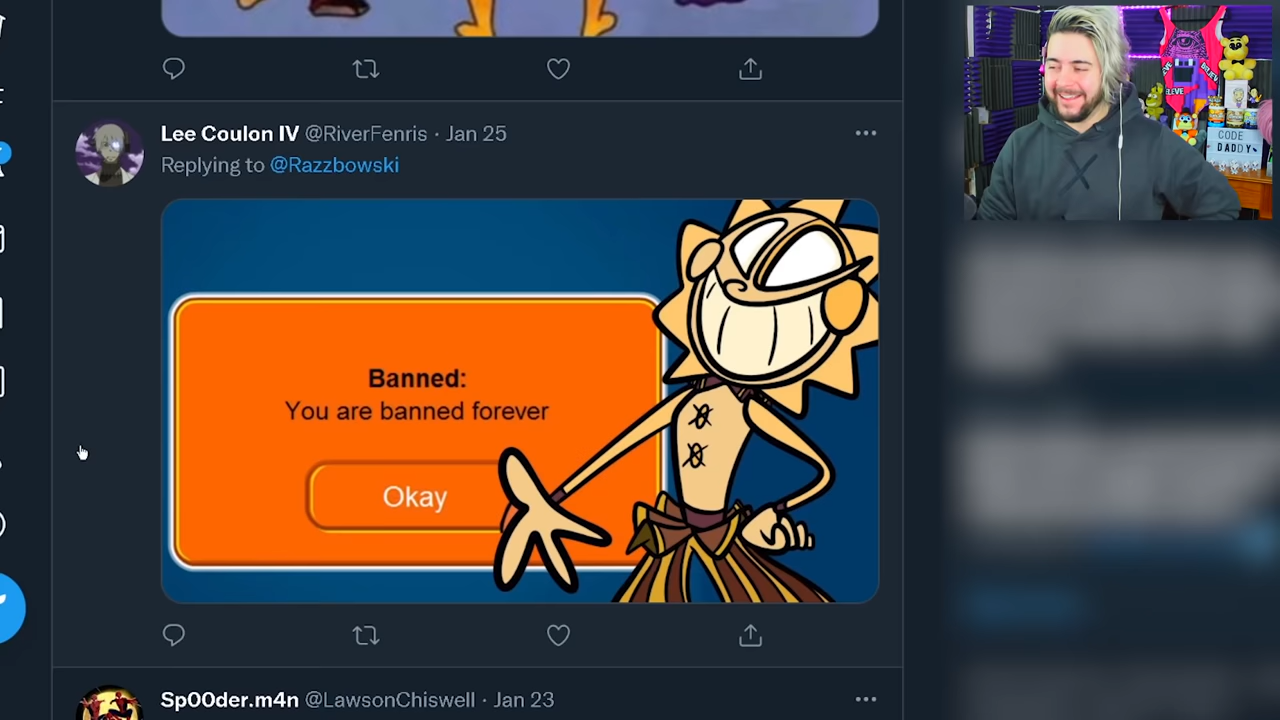 Lee Coulon IV @RiverFenris · Jan 25
Replying to @Razzbowski
Banned:
You are banned forever
Okay
Sp00der.m4n @LawsonChiswell · Jan 23
CODE
DADDY